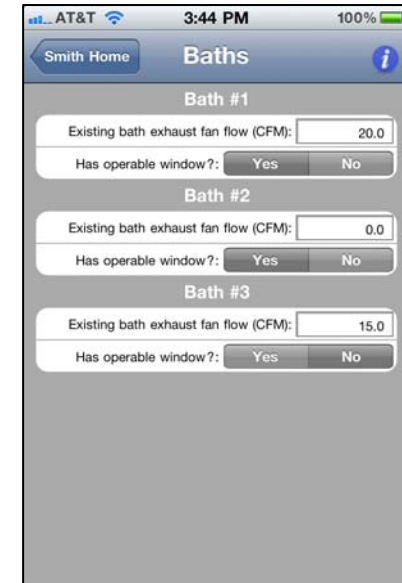 AT&T 3:44 PM 100%
Smith Home Baths i
Bath #1
Existing bath exhaust fan flow (CFM): 20.0
Has operable window?: Yes No
Bath #2
Existing bath exhaust fan flow (CFM): 0.0
Has operable window?: Yes No
Bath #3
Existing bath exhaust fan flow (CFM): 15.0
Has operable window?: Yes No